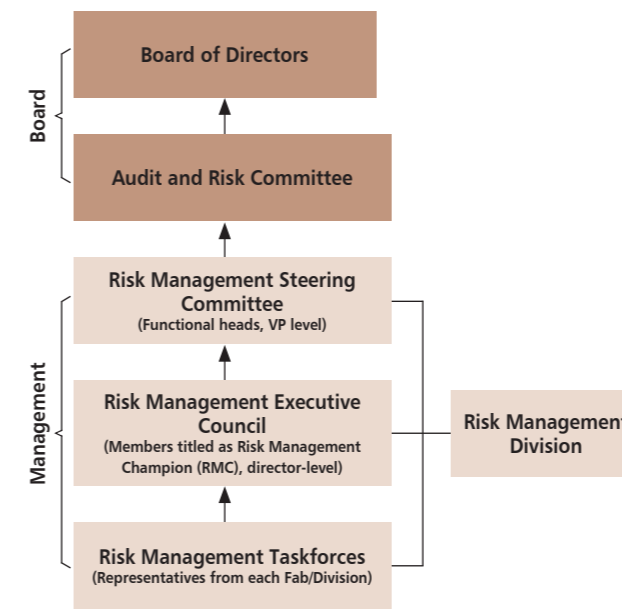 Board of Directors
Board
Audit and Risk Committee
Risk Management Steering
Committee
(Functional heads, VP level)
Management
Risk Management Executive
Council
(Members titled as Risk Management
Champion (RMC), director-level)
Risk Management
Division
Risk Management Taskforces
(Representatives from each Fab/Division)